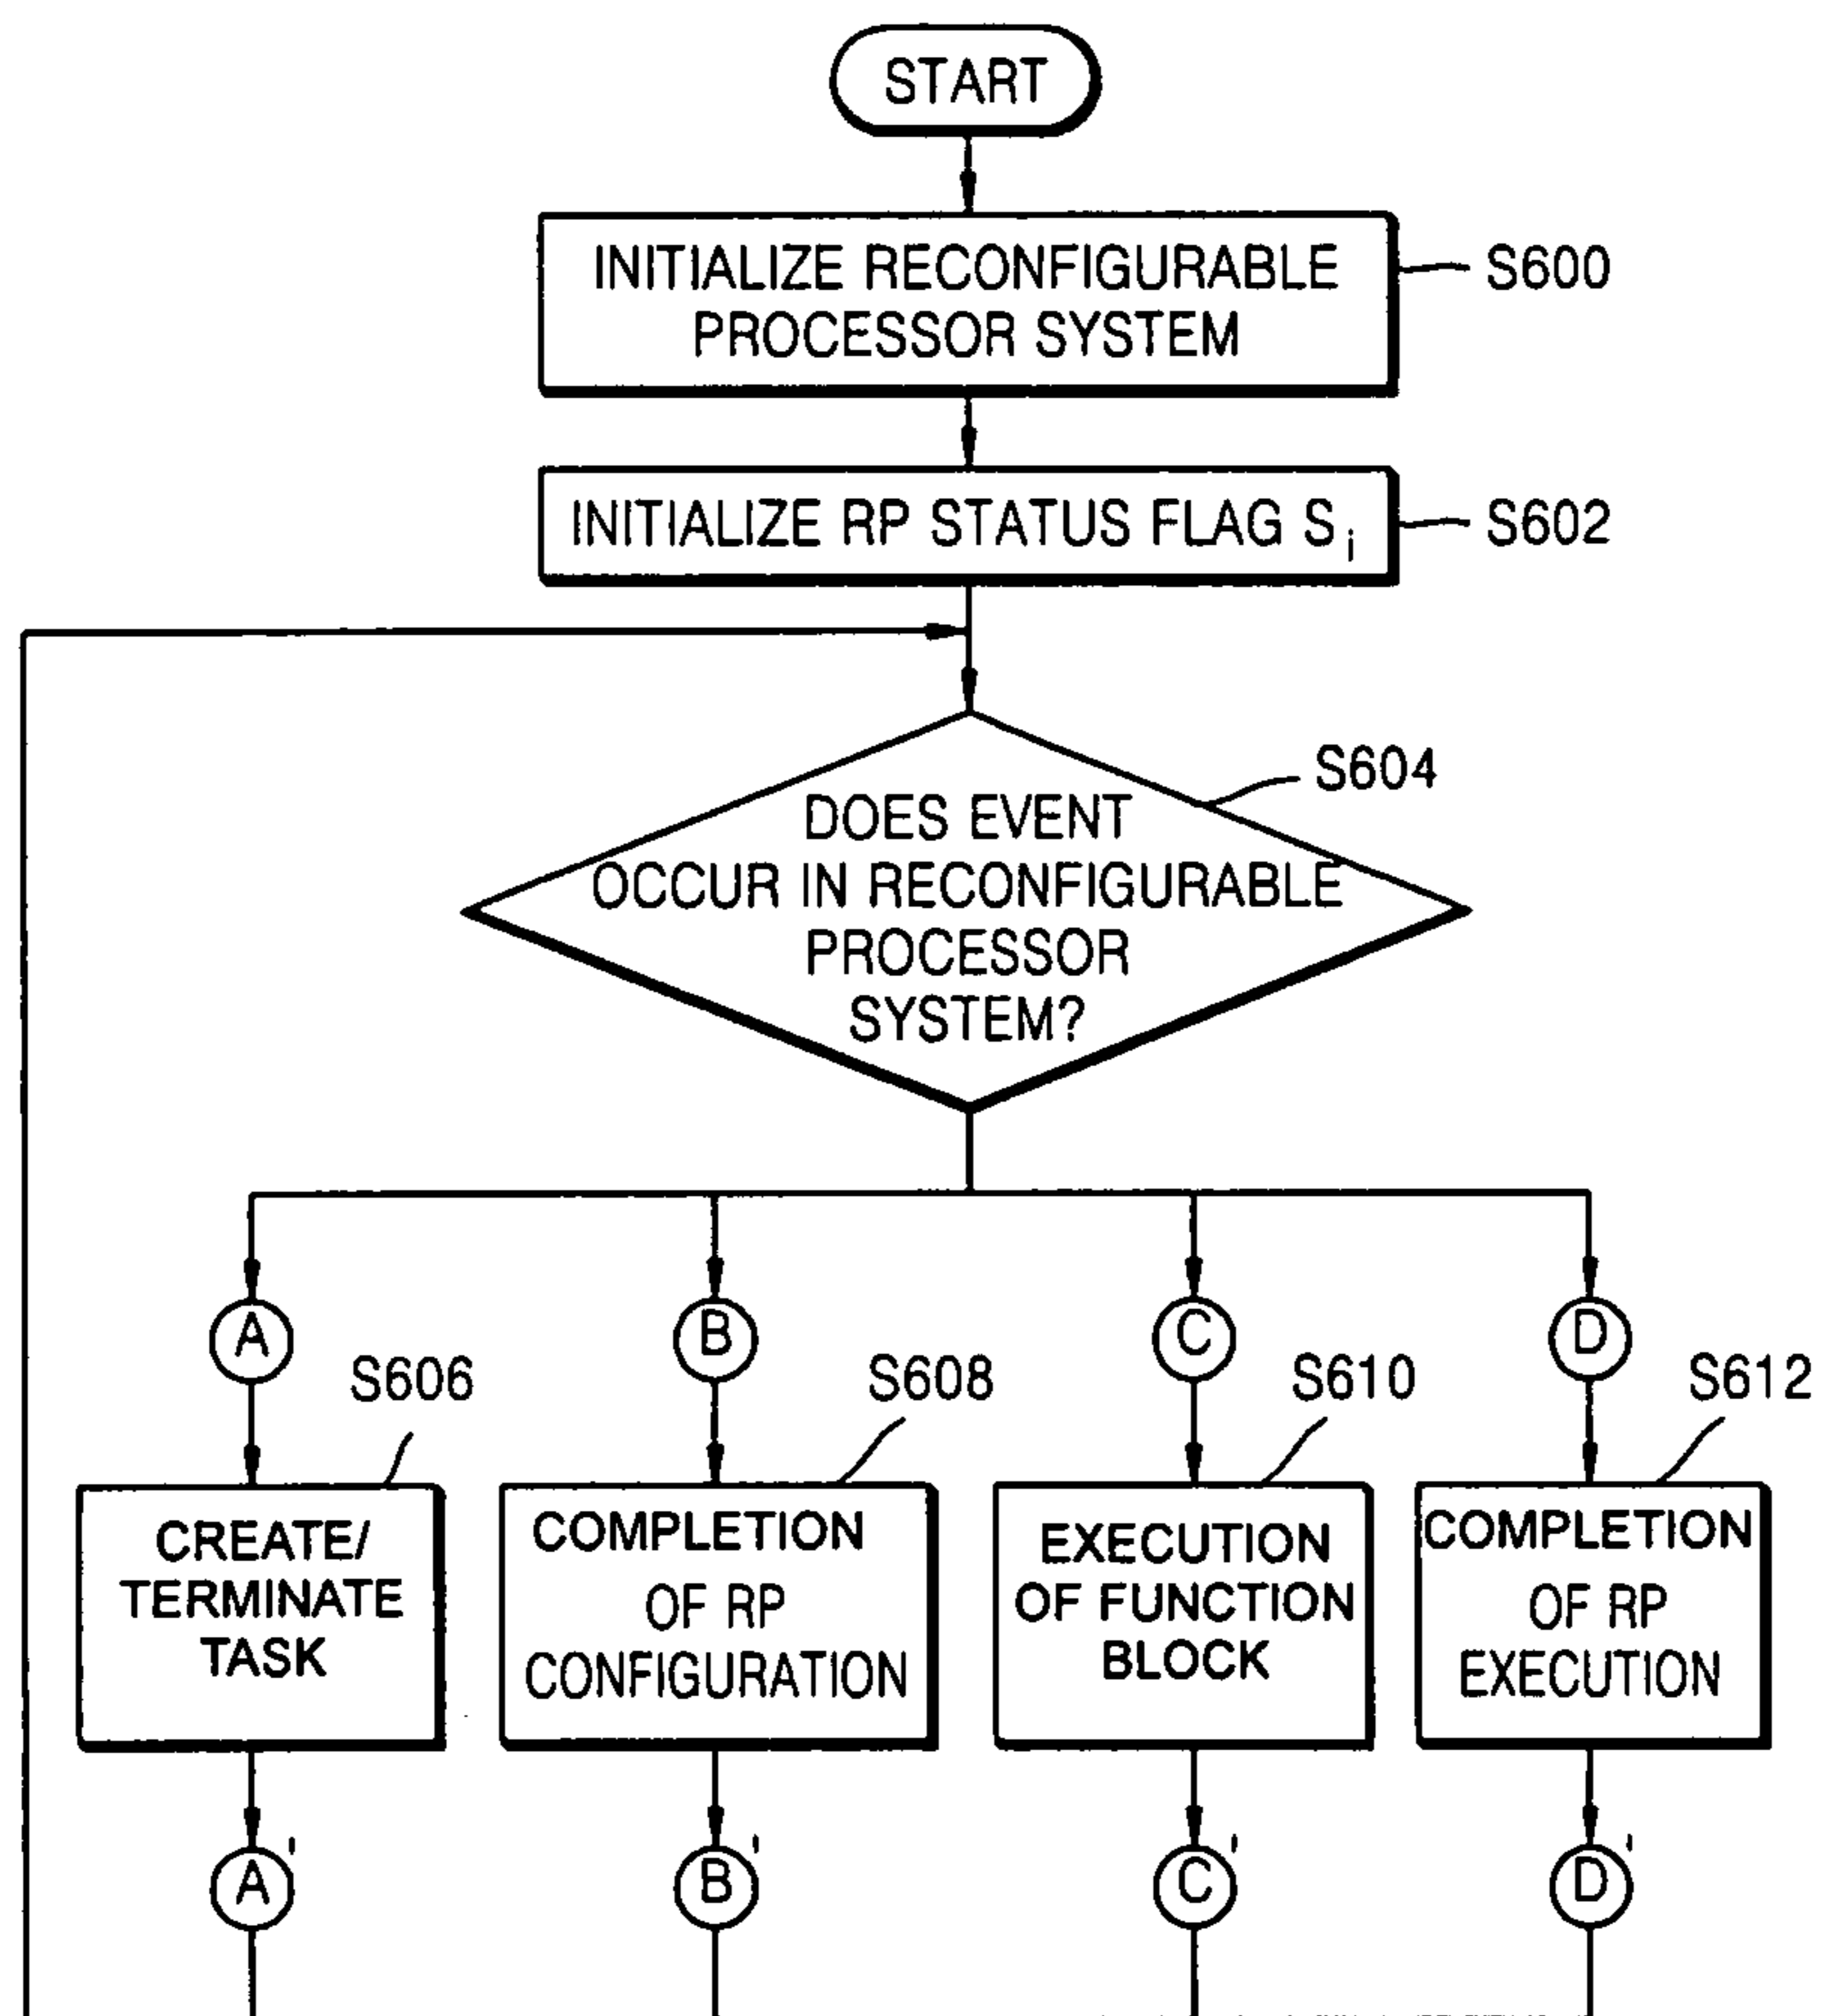 START
INITIALIZE RECONFIGURABLE
PROCESSOR SYSTEM
S600
INITIALIZE RP STATUS FLAG Si
S602
S604
DOES EVENT
OCCUR IN RECONFIGURABLE
PROCESSOR
SYSTEM?
A
B
C
D
S606
S608
S610
S612
CREATE/
TERMINATE
TASK
COMPLETION
OF RP
CONFIGURATION
EXECUTION
OF FUNCTION
BLOCK
COMPLETION
OF RP
EXECUTION
A'
B'
C'
D'